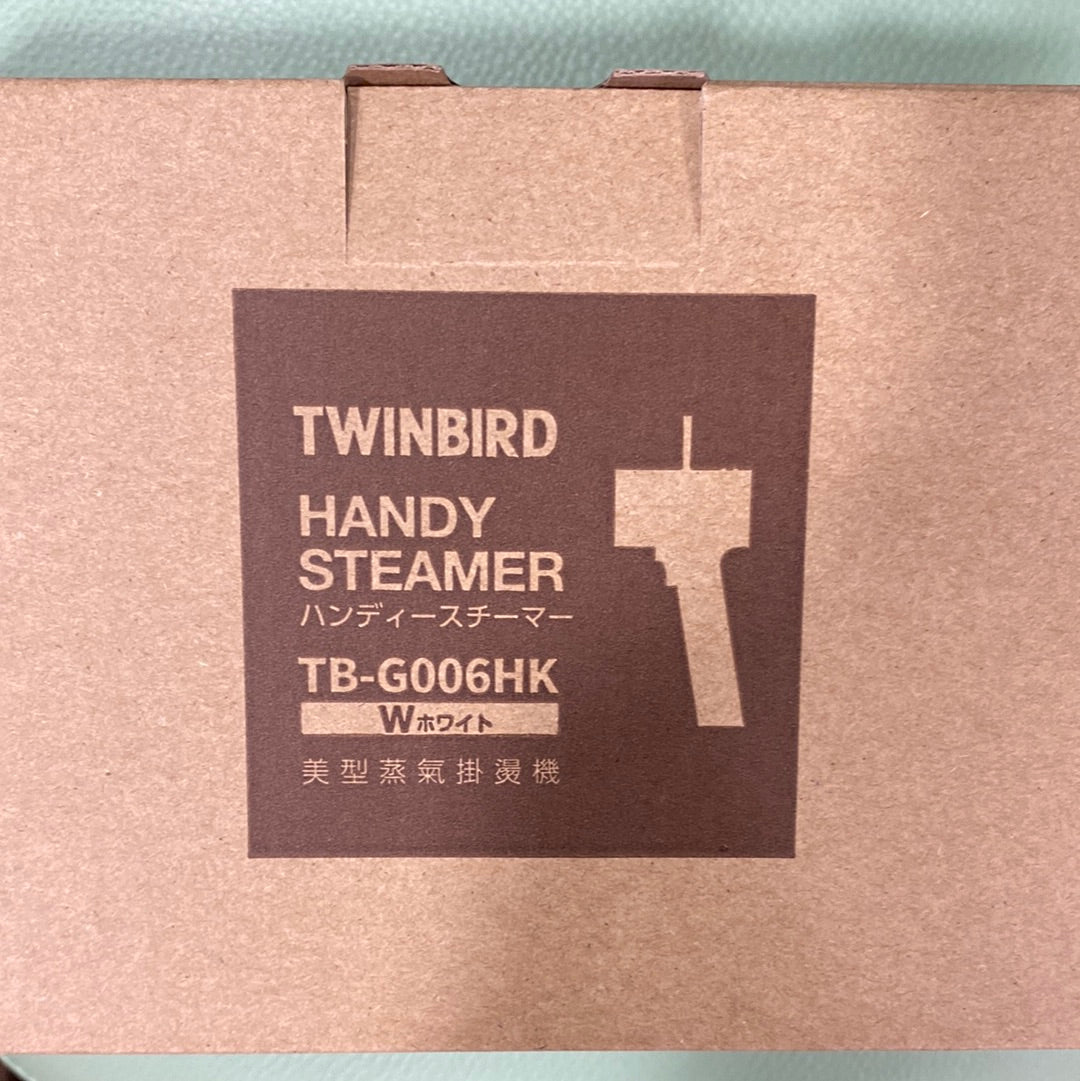 TWINBIRD
HANDY
STEAMER
ハンディースチーマー
TB-G006HK
Wホワイト
美型蒸氣掛燙機